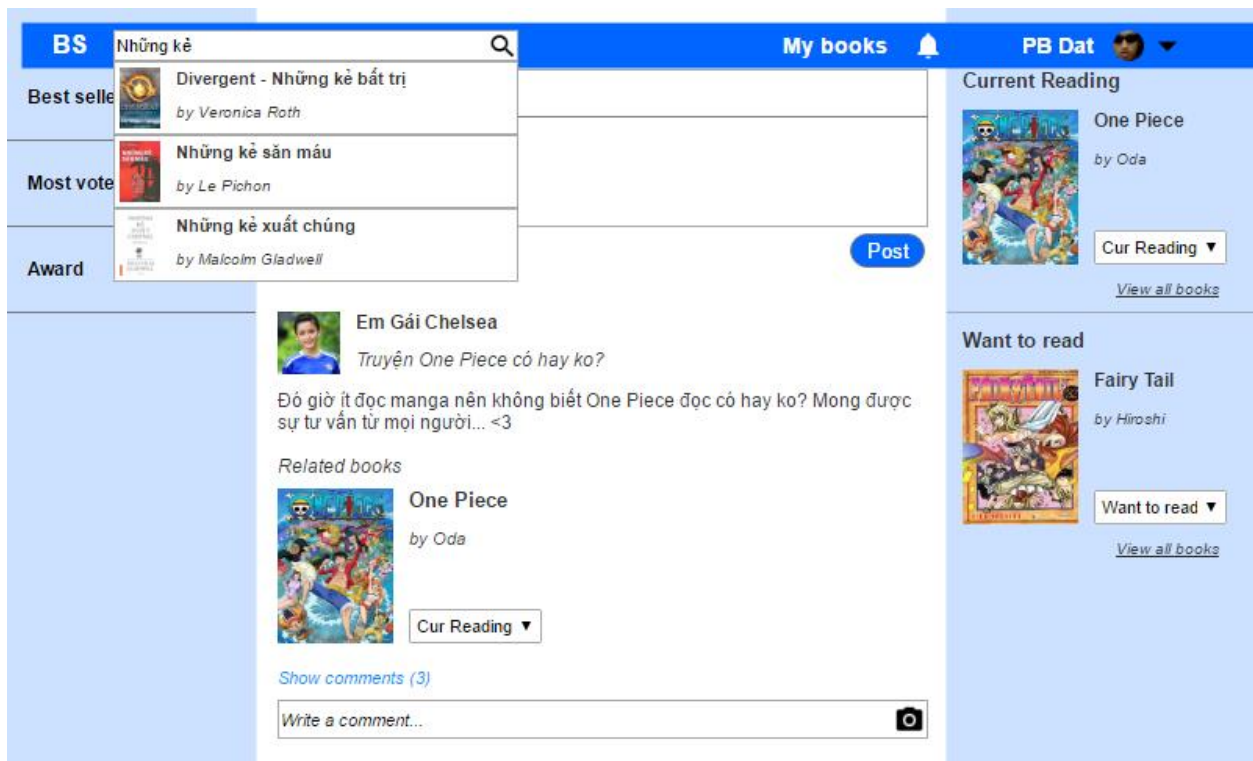 BS
Những kẻ
My books
PB Dat
Divergent - Những kẻ bất trị
by Veronica Roth
Những kẻ săn máu
by Le Pichon
Những kẻ xuất chúng
by Malcolm Gladwell
Best selle
Most vote
Award
Post
Em Gái Chelsea
Truyện One Piece có hay ko?
Đó giờ ít đọc manga nên không biết One Piece đọc có hay ko? Mong được
sự tư vấn từ mọi người... <3
Related books
One Piece
by Oda
Cur Reading ▼
Show comments (3)
Write a comment...
Current Reading
One Piece
by Oda
Cur Reading ▼
View all books
Want to read
Fairy Tail
by Hiroshi
Want to read ▼
View all books